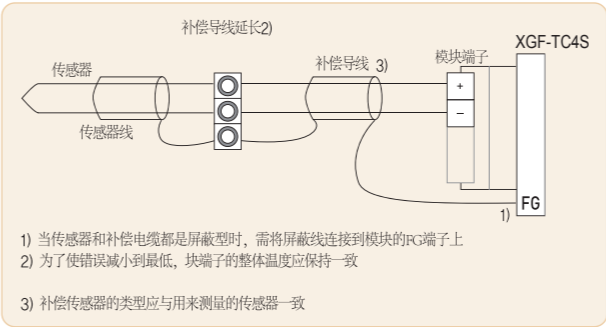 补偿导线延长2)
XGF-TC4S
传感器
补偿导线 3)
模块端子
+
−
传感器线
FG
1)
1) 当传感器和补偿电缆都是屏蔽型时，需将屏蔽线连接到模块的FG端子上
2) 为了使错误减小到最低，块端子的整体温度应保持一致
3) 补偿传感器的类型应与用来测量的传感器一致